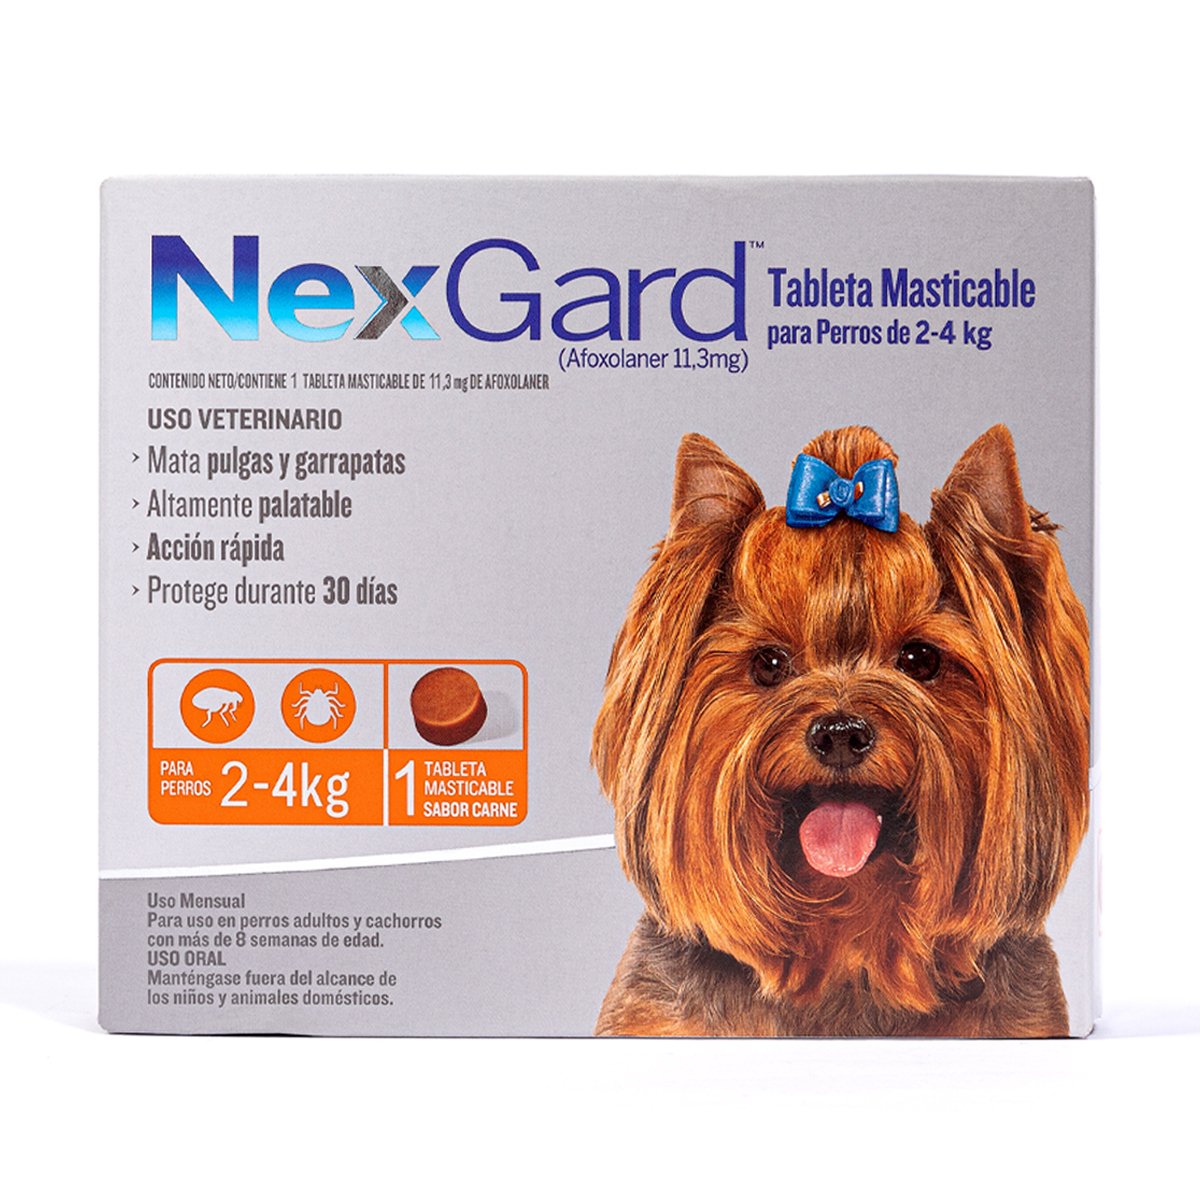 NexGard™
(Afoxolaner 11,3mg)
Tableta Masticable
para Perros de 2-4 kg
CONTENIDO NETO/CONTIENE 1 TABLETA MASTICABLE DE 11,3 mg DE AFOXOLANER
USO VETERINARIO
› Mata pulgas y garrapatas
› Altamente palatable
› Acción rápida
› Protege durante 30 días
PARA
PERROS 2-4kg
1 TABLETA
MASTICABLE
SABOR CARNE
Uso Mensual
Para uso en perros adultos y cachorros
con más de 8 semanas de edad.
USO ORAL
Manténgase fuera del alcance de
los niños y animales domésticos.